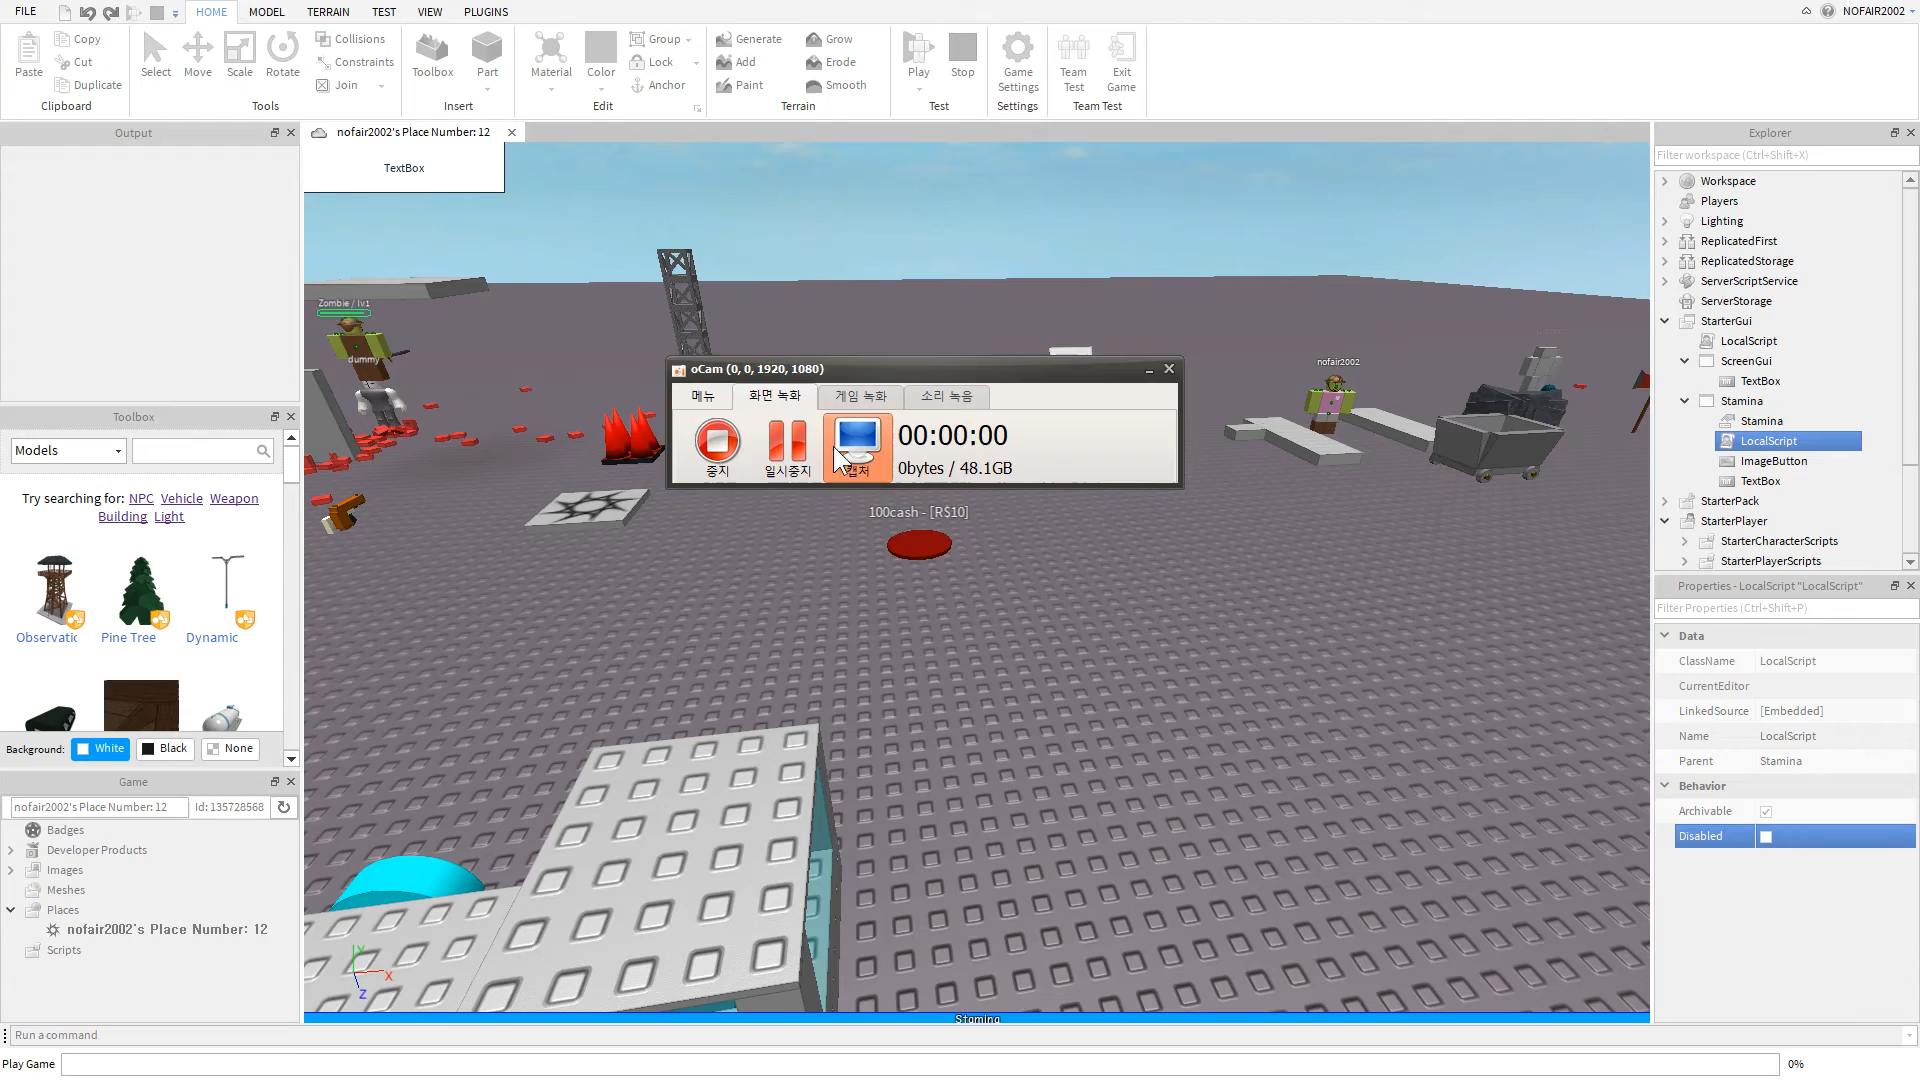 FILE HOME MODEL TERRAIN TEST VIEW PLUGINS NOFAIR2002
Paste Copy Cut Duplicate
Clipboard
Select Move Scale Rotate Collisions Constraints Join
Tools
Toolbox Part
Insert
Material Color Group Lock Anchor
Edit
Generate Add Paint Grow Erode Smooth
Terrain
Play Stop
Test
Game Settings
Settings
Team Test Exit Game
Team Test
Output
nofair2002's Place Number: 12
TextBox
Zombie / lv1
dummy
nofair2002
oCam (0, 0, 1920, 1080)
메뉴 화면 녹화 게임 녹화 소리 녹음
중지 일시중지 캡처
00:00:00
0bytes / 48.1GB
100cash - [R$10]
Y
X
Z
Toolbox
Models
Try searching for: NPC Vehicle Weapon
Building Light
Observatic Pine Tree Dynamic
Background: White Black None
Game
nofair2002's Place Number: 12 Id: 135728568
Badges
Developer Products
Images
Meshes
Places
nofair2002's Place Number: 12
Scripts
Explorer
Filter workspace (Ctrl+Shift+X)
Workspace
Players
Lighting
ReplicatedFirst
ReplicatedStorage
ServerScriptService
ServerStorage
StarterGui
LocalScript
ScreenGui
TextBox
Stamina
Stamina
LocalScript
ImageButton
TextBox
StarterPack
StarterPlayer
StarterCharacterScripts
StarterPlayerScripts
Properties - LocalScript "LocalScript"
Filter Properties (Ctrl+Shift+P)
Data
ClassName LocalScript
CurrentEditor
LinkedSource [Embedded]
Name LocalScript
Parent Stamina
Behavior
Archivable
Disabled
Stamina
Run a command
Play Game 0%